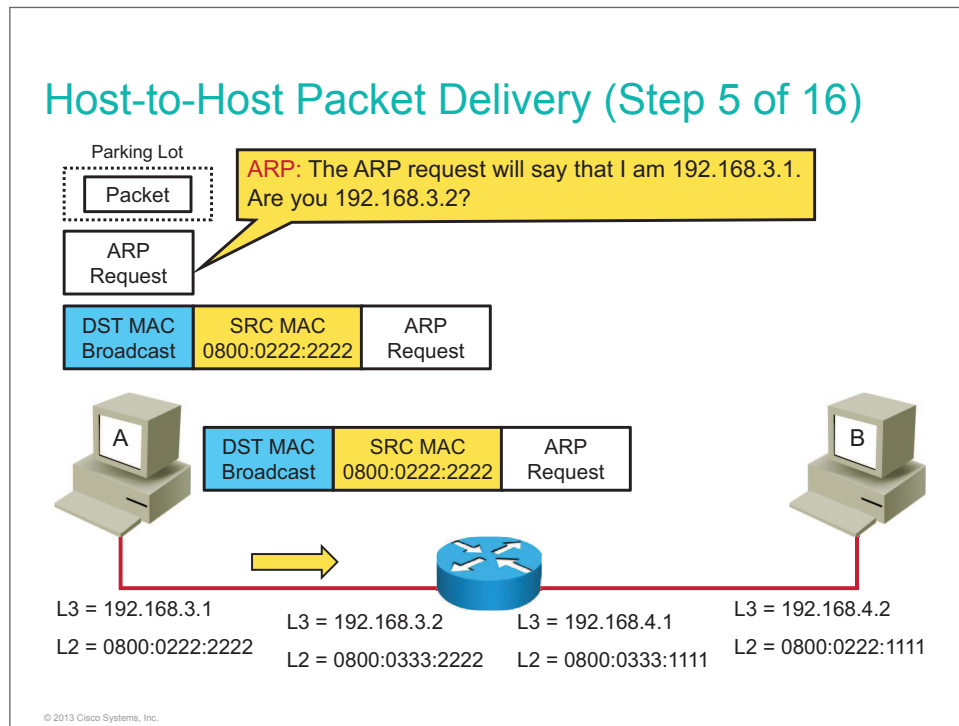 Host-to-Host Packet Delivery (Step 5 of 16)
Parking Lot
Packet
ARP: The ARP request will say that I am 192.168.3.1.
Are you 192.168.3.2?
ARP
Request
DST MAC
Broadcast
SRC MAC
0800:0222:2222
ARP
Request
A
DST MAC
Broadcast
SRC MAC
0800:0222:2222
ARP
Request
B
L3 = 192.168.3.1
L2 = 0800:0222:2222
L3 = 192.168.3.2
L2 = 0800:0333:2222
L3 = 192.168.4.1
L2 = 0800:0333:1111
L3 = 192.168.4.2
L2 = 0800:0222:1111
© 2013 Cisco Systems, Inc.